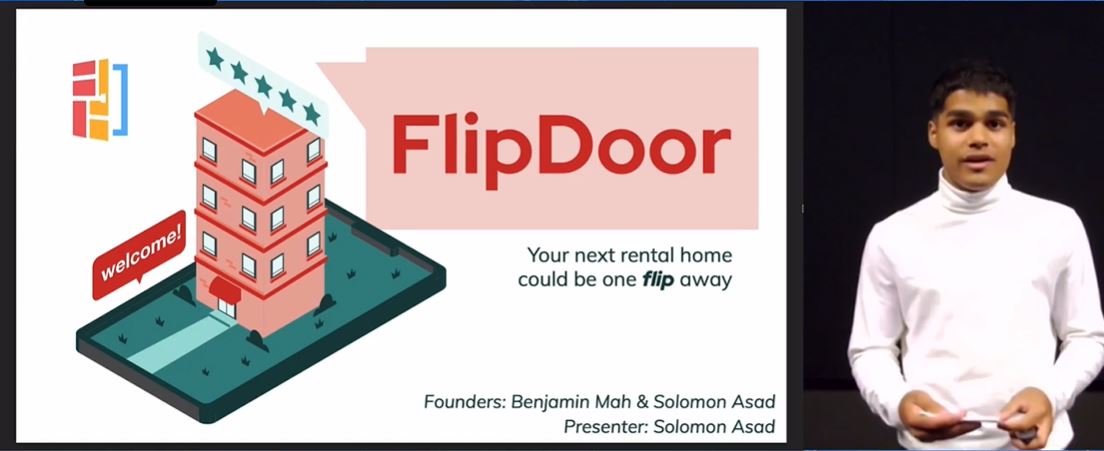 FlipDoor
welcome!
Your next rental home
could be one flip away
Founders: Benjamin Mah & Solomon Asad
Presenter: Solomon Asad